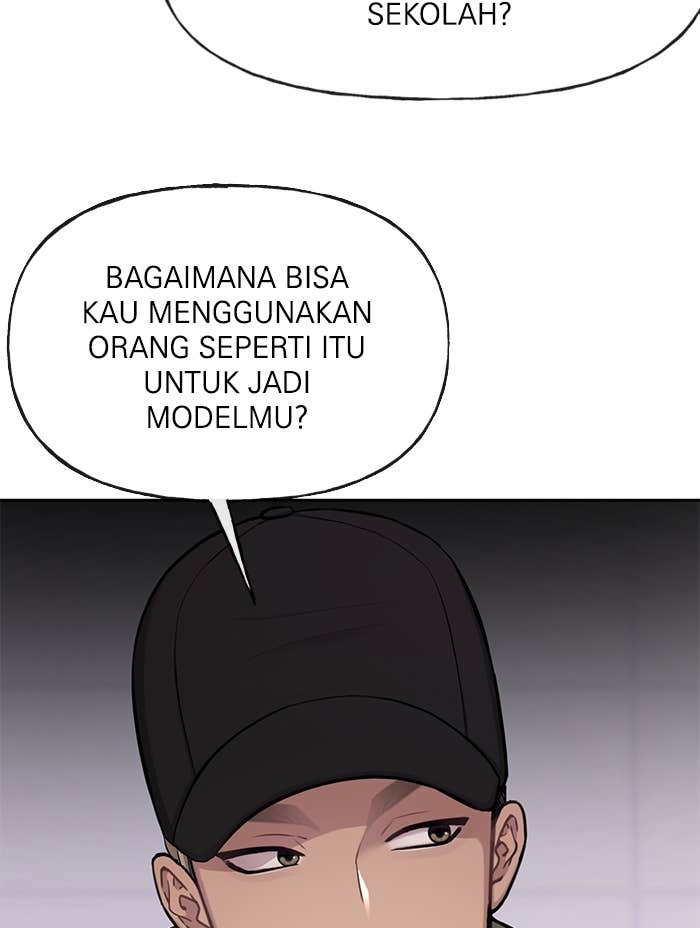 SEKOLAH?
BAGAIMANA BISA
KAU MENGGUNAKAN
ORANG SEPERTI ITU
UNTUK JADI
MODELMU?